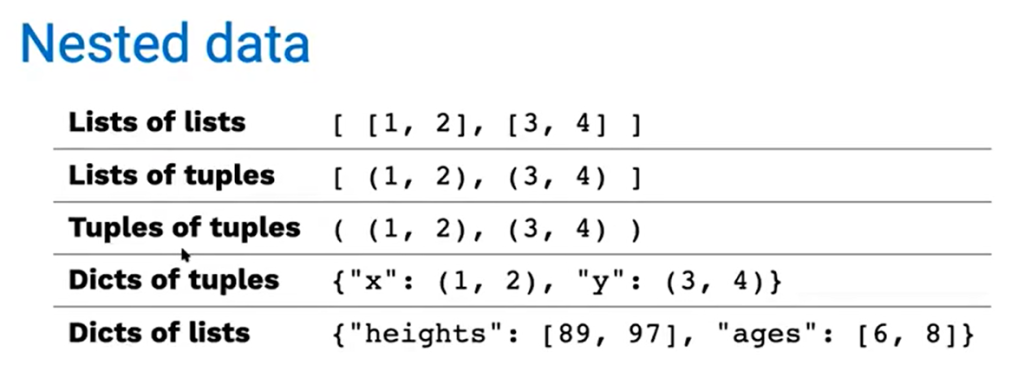 Nested data
Lists of lists [ [1, 2], [3, 4] ]
Lists of tuples [ (1, 2), (3, 4) ]
Tuples of tuples ( (1, 2), (3, 4) )
Dicts of tuples {"x": (1, 2), "y": (3, 4)}
Dicts of lists {"heights": [89, 97], "ages": [6, 8]}